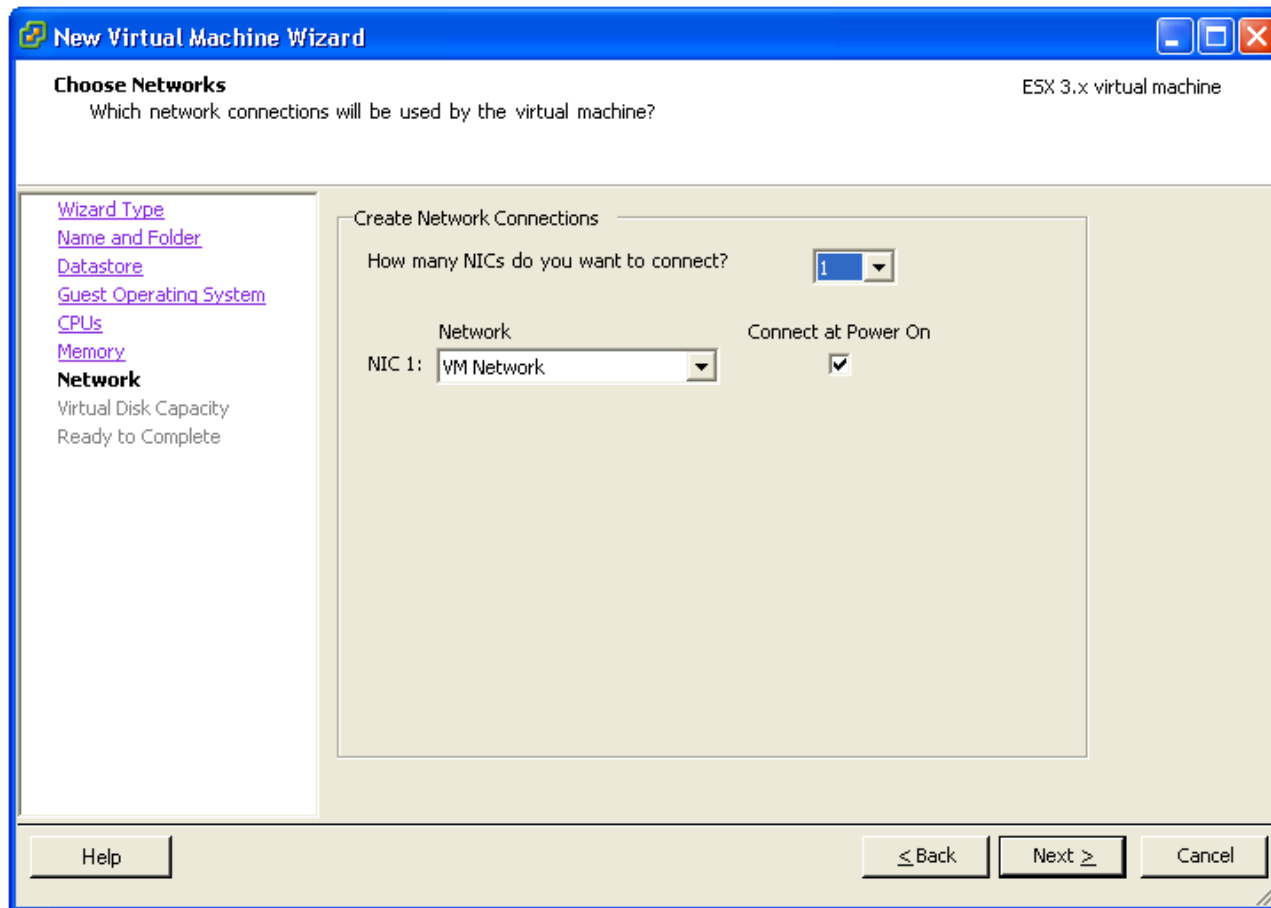 New Virtual Machine Wizard
Choose Networks
ESX 3.x virtual machine
Which network connections will be used by the virtual machine?
Wizard Type
Name and Folder
Datastore
Guest Operating System
CPUs
Memory
Network
Virtual Disk Capacity
Ready to Complete
Create Network Connections
How many NICs do you want to connect? 1
Network Connect at Power On
NIC 1: VM Network
Help < Back Next > Cancel